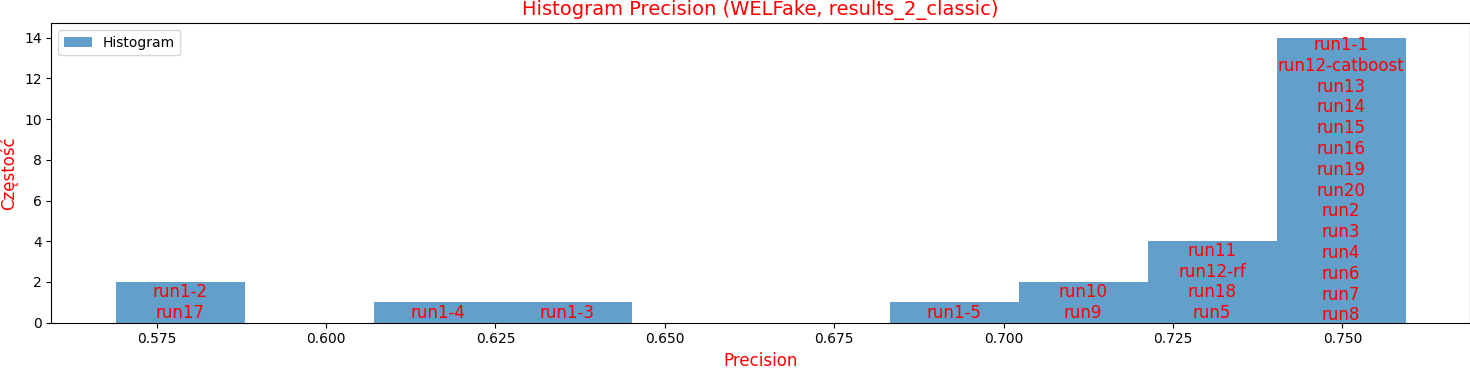 Histogram Precision (WELFake, results_2_classic)
Histogram
Częstość
14
12
10
8
6
4
2
0
run1-2
run17
run1-4
run1-3
run1-5
run10
run9
run11
run12-rf
run18
run5
run1-1
run12-catboost
run13
run14
run15
run16
run19
run20
run2
run3
run4
run6
run7
run8
0.575
0.600
0.625
0.650
0.675
0.700
0.725
0.750
Precision